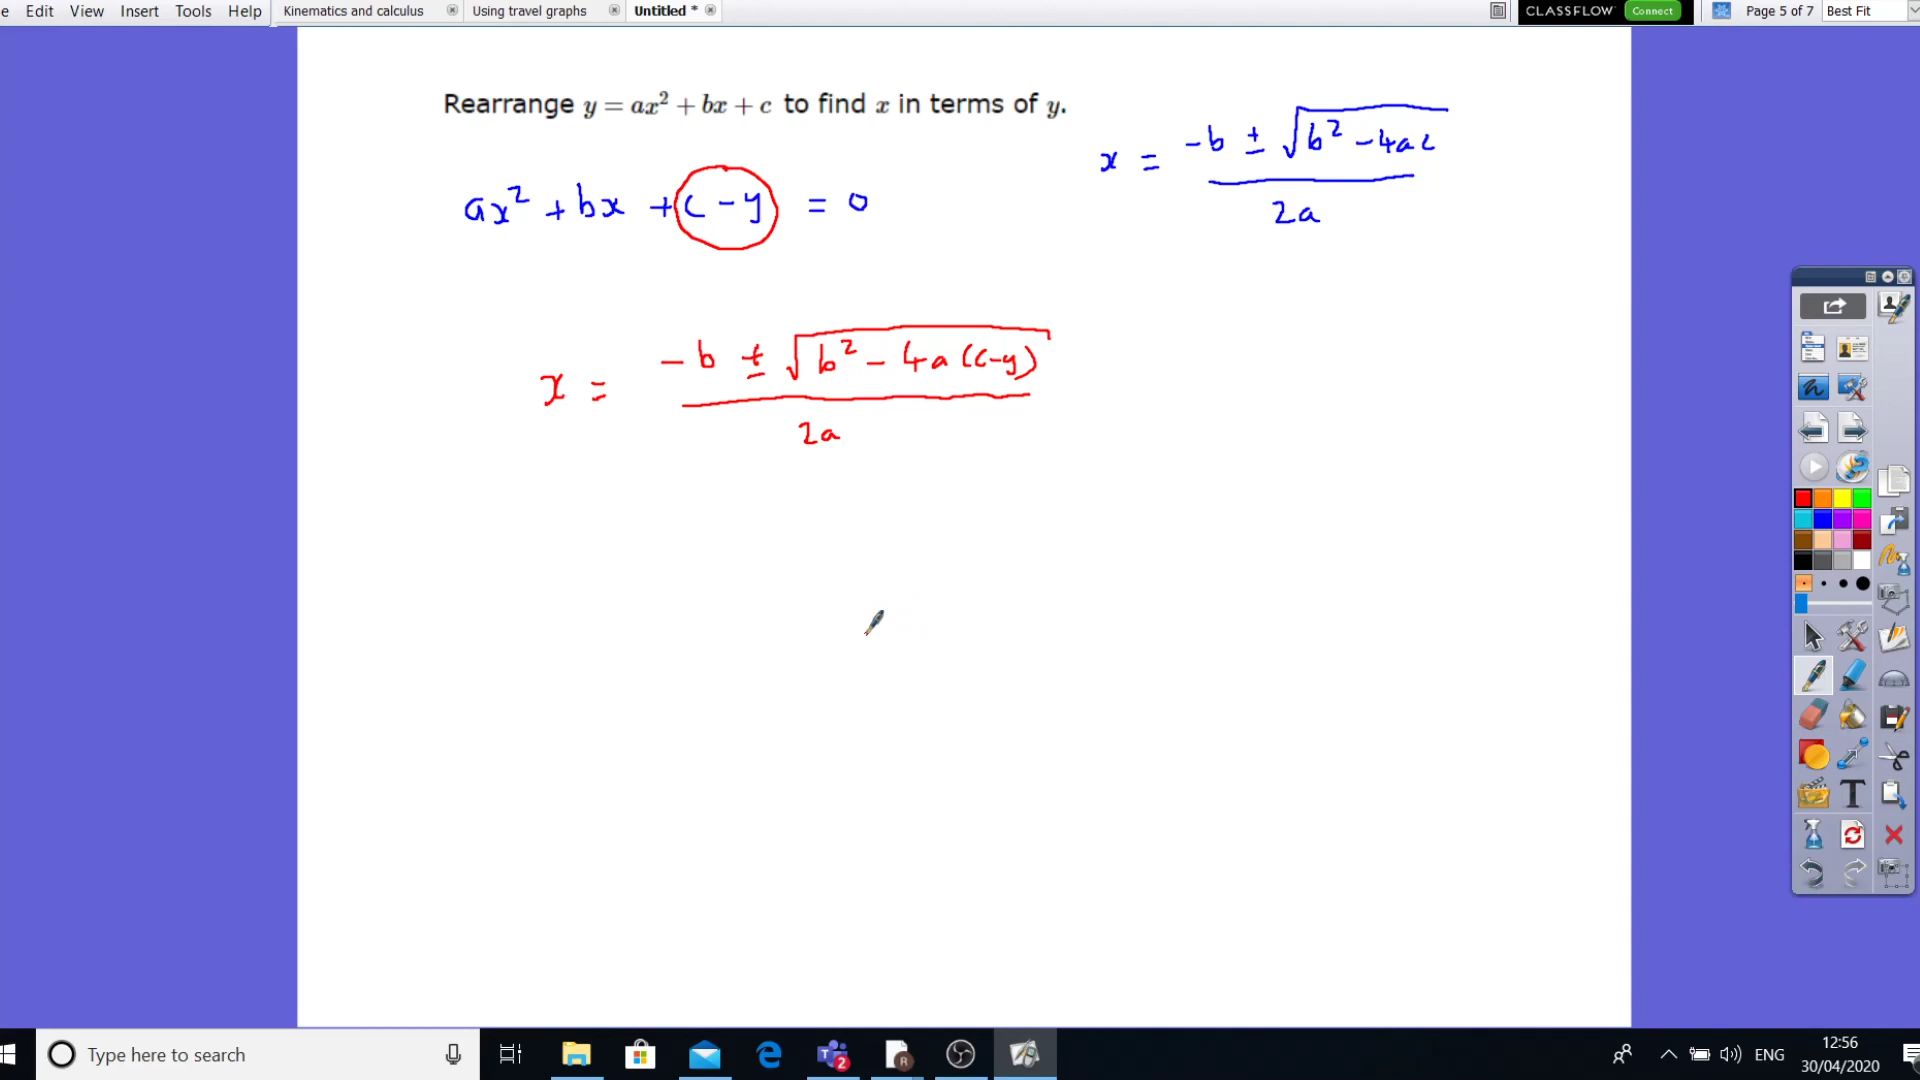 e Edit View Insert Tools Help Kinematics and calculus Using travel graphs Untitled * CLASSFLOW Connect Page 5 of 7 Best Fit
Rearrange y = ax² + bx + c to find x in terms of y.
x = -b ± √b² - 4ac
2a
ax² + bx + c - y = 0
x = -b ± √b² - 4a(c-y)
2a
T
Type here to search
2
R
ENG
12:56
30/04/2020